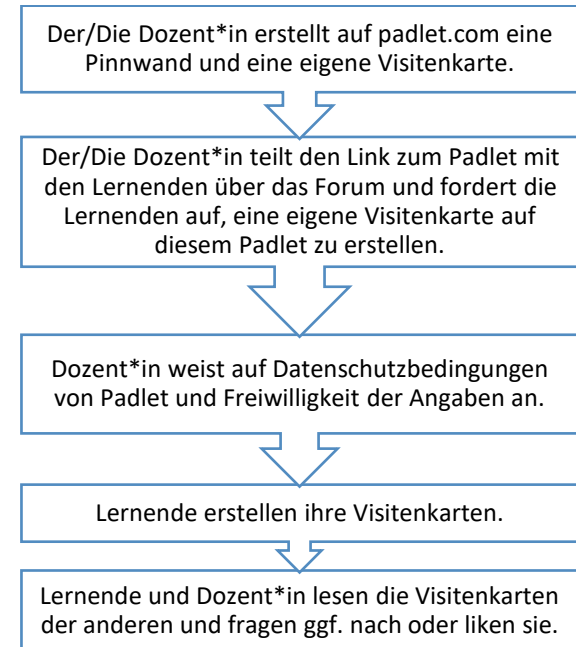 Der/Die Dozent*in erstellt auf padlet.com eine
Pinnwand und eine eigene Visitenkarte.
Der/Die Dozent*in teilt den Link zum Padlet mit
den Lernenden über das Forum und fordert die
Lernenden auf, eine eigene Visitenkarte auf
diesem Padlet zu erstellen.
Dozent*in weist auf Datenschutzbedingungen
von Padlet und Freiwilligkeit der Angaben an.
Lernende erstellen ihre Visitenkarten.
Lernende und Dozent*in lesen die Visitenkarten
der anderen und fragen ggf. nach oder liken sie.